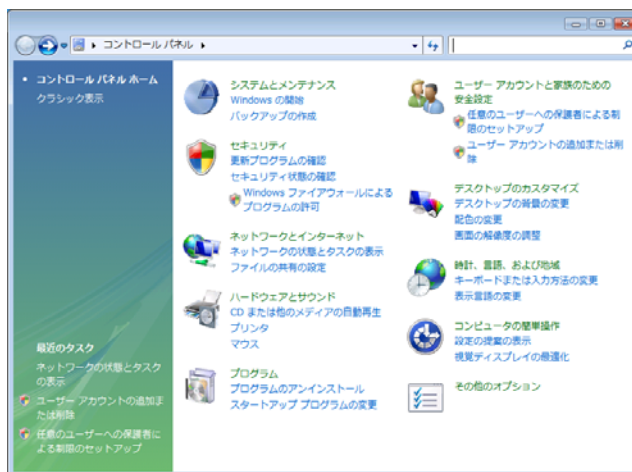 コントロール パネル
コントロール パネル ホーム
クラシック表示
システムとメンテナンス
Windows の開始
バックアップの作成
セキュリティ
更新プログラムの確認
セキュリティ状態の確認
Windows ファイアウォールによる
プログラムの許可
ネットワークとインターネット
ネットワークの状態とタスクの表示
ファイルの共有の設定
ハードウェアとサウンド
CD または他のメディアの自動再生
プリンタ
マウス
プログラム
プログラムのアンインストール
スタートアップ プログラムの変更
ユーザー アカウントと家族のための
安全設定
任意のユーザーへの保護者による制
限のセットアップ
ユーザー アカウントの追加または削
除
デスクトップのカスタマイズ
デスクトップの背景の変更
配色の変更
画面の解像度の調整
時計、言語、および地域
キーボードまたは入力方法の変更
表示言語の変更
コンピュータの簡単操作
設定の提案の表示
視覚ディスプレイの最適化
その他のオプション
最近のタスク
ネットワークの状態とタスク
の表示
ユーザー アカウントの追加ま
たは削除
任意のユーザーへの保護者に
よる制限のセットアップ